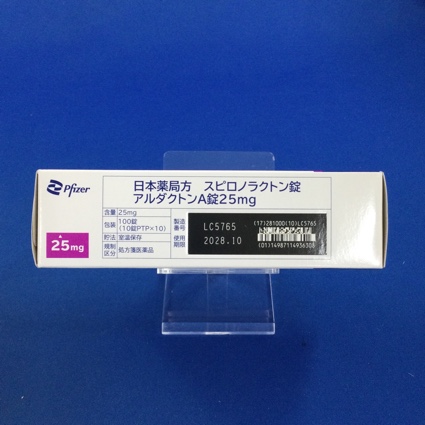 Pfizer
日本薬局方 スピロノラクトン錠
アルダクトンA錠25mg
25mg
含量 25mg
包装 100錠
(10錠PTP×10)
貯法 室温保存
規制区分 処方箋医薬品
製造番号 LC5765
使用期限 2028.10
(17)281000(10)LC5765
(01)14987114936308